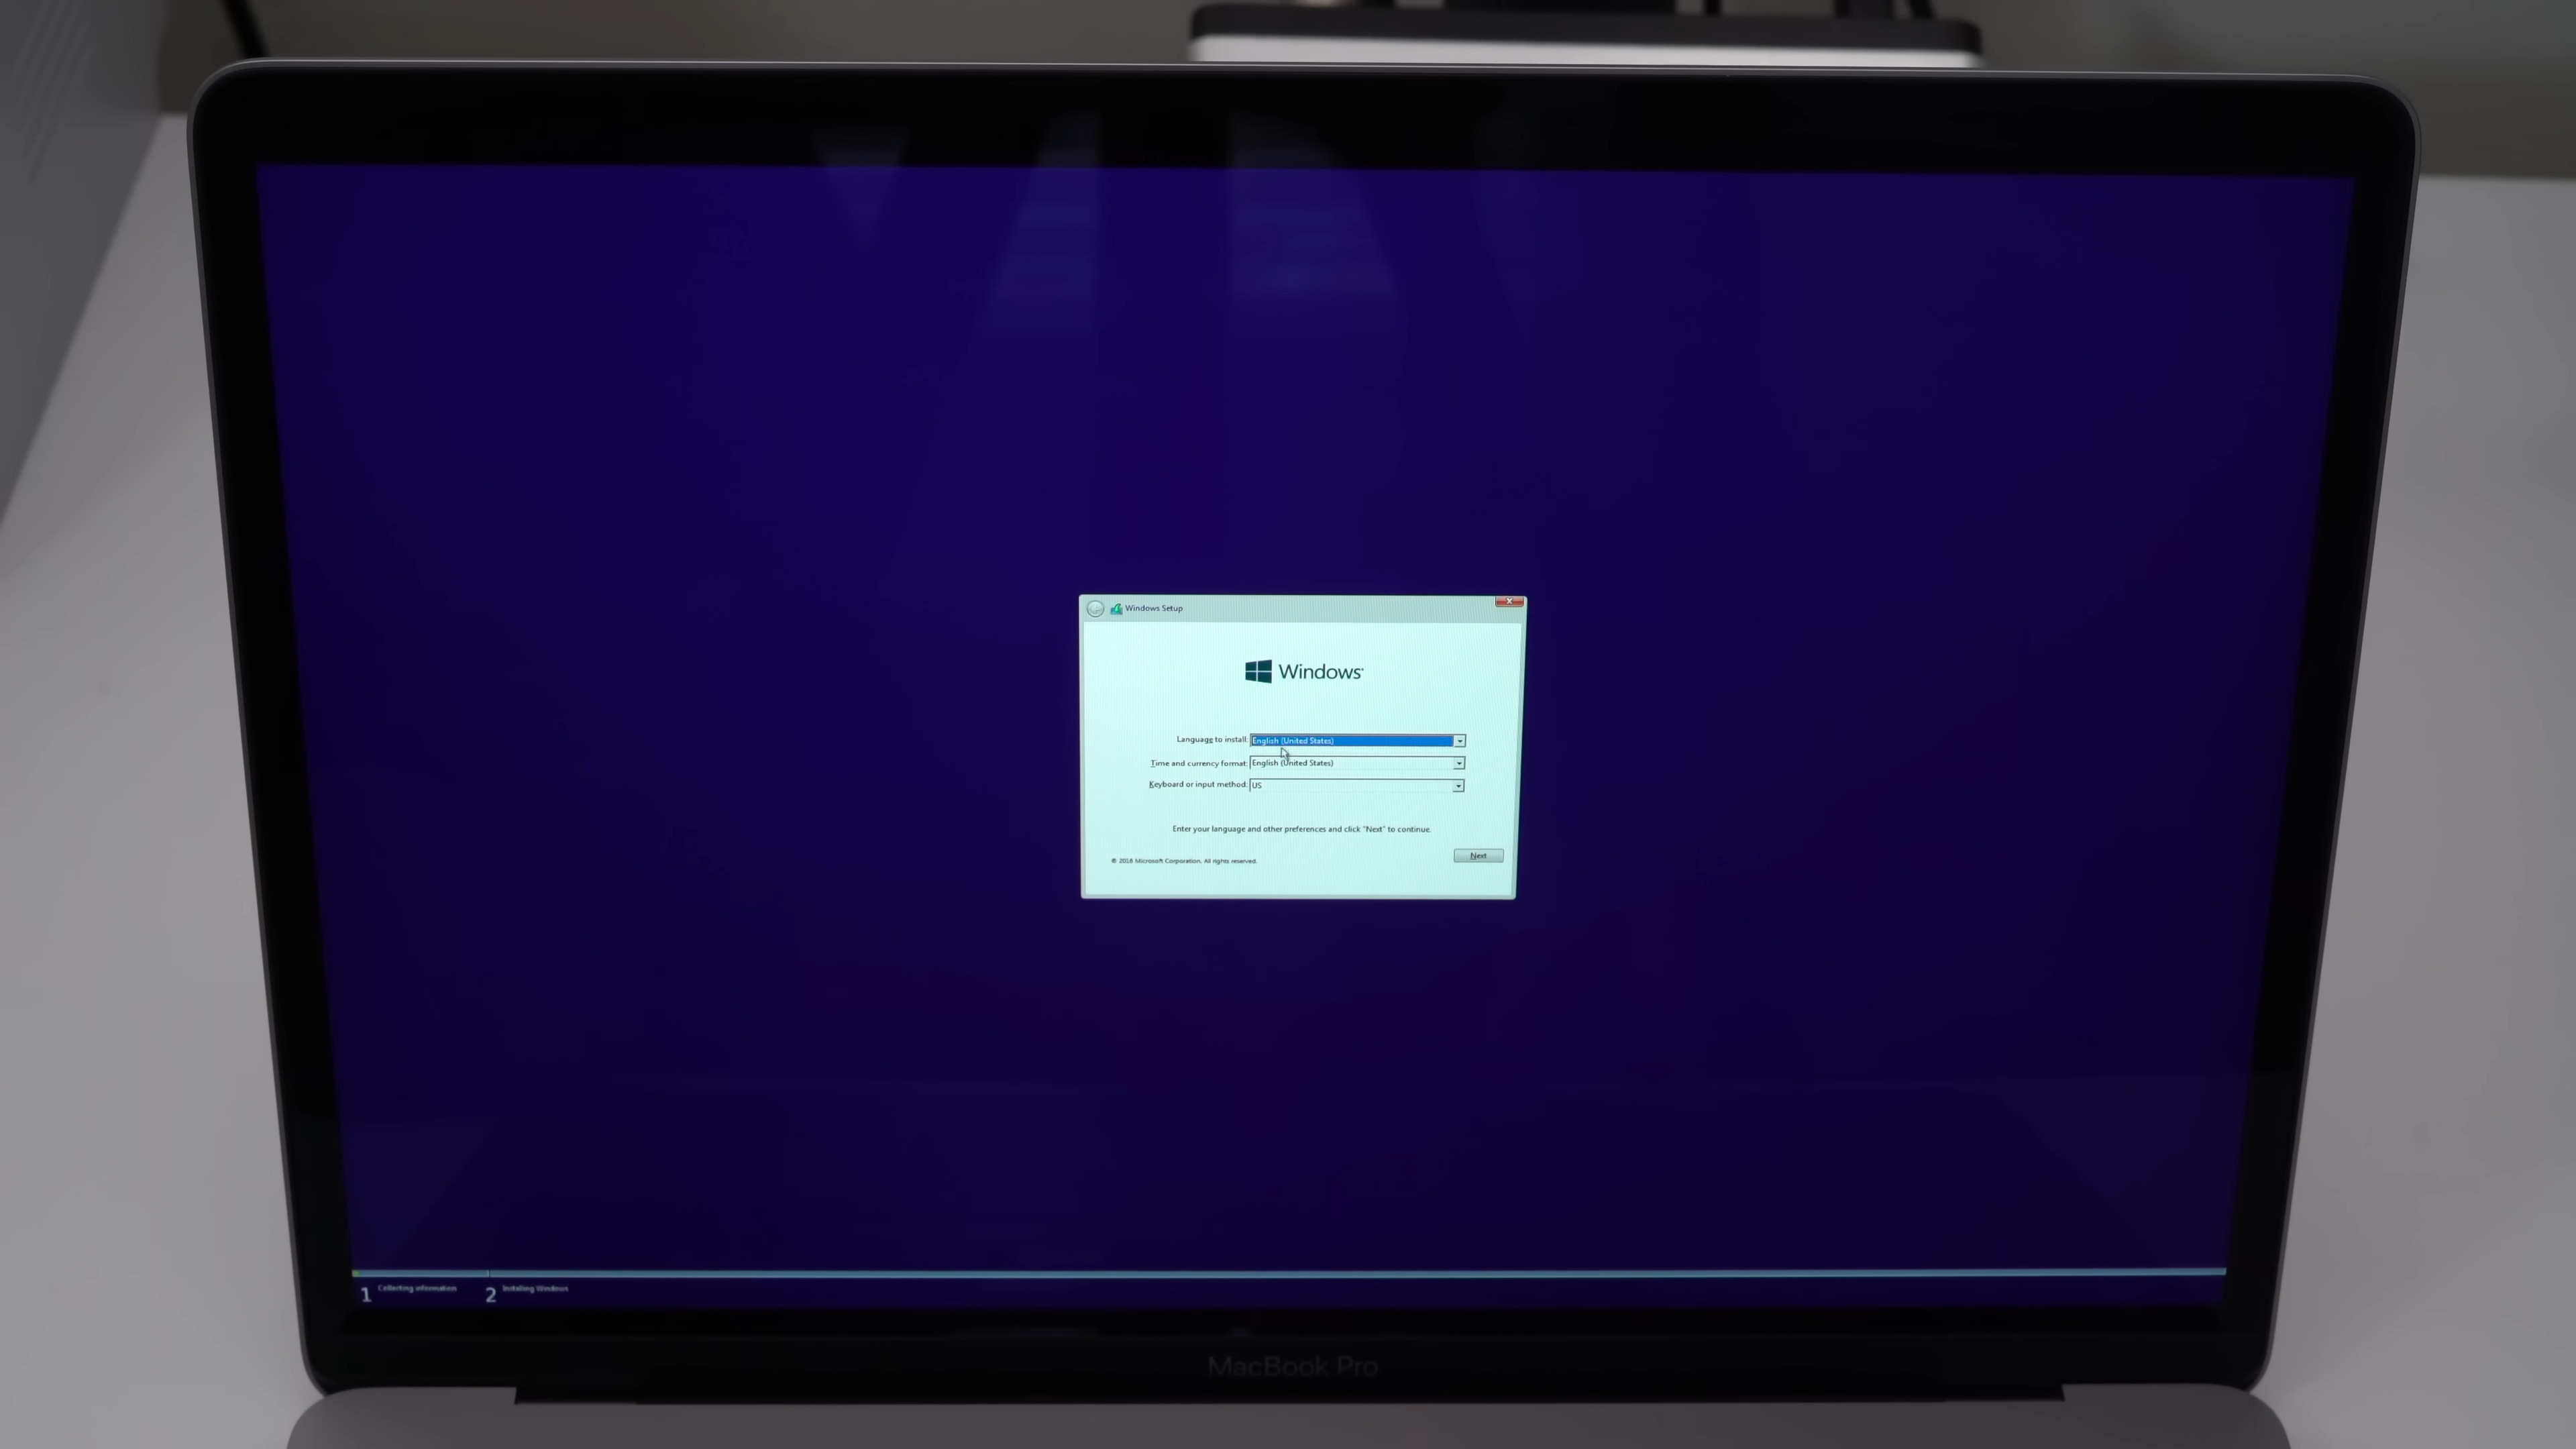 Windows Setup
Windows
Language to install: English (United States)
Time and currency format: English (United States)
Keyboard or input method: US
Enter your language and other preferences and click "Next" to continue.
© 2018 Microsoft Corporation. All rights reserved.
Next
1 Collecting information
2 Installing Windows
MacBook Pro